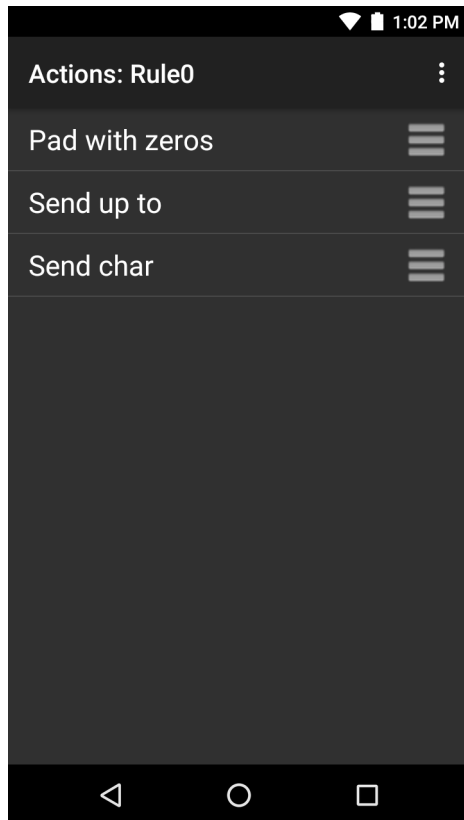 1:02 PM
Actions: Rule0
Pad with zeros
Send up to
Send char